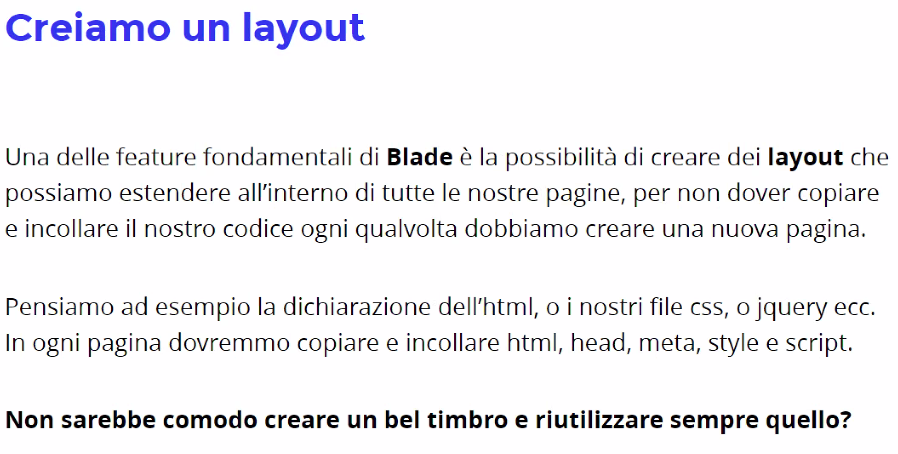 Creiamo un layout
Una delle feature fondamentali di Blade è la possibilità di creare dei layout che
possiamo estendere all’interno di tutte le nostre pagine, per non dover copiare
e incollare il nostro codice ogni qualvolta dobbiamo creare una nuova pagina.
Pensiamo ad esempio la dichiarazione dell’html, o i nostri file css, o jquery ecc.
In ogni pagina dovremmo copiare e incollare html, head, meta, style e script.
Non sarebbe comodo creare un bel timbro e riutilizzare sempre quello?